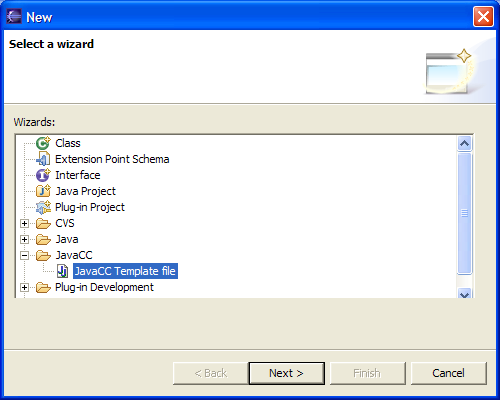 New
Select a wizard
Wizards:
Class
Extension Point Schema
Interface
Java Project
Plug-in Project
CVS
Java
JavaCC
JavaCC Template file
Plug-in Development
< Back Next > Finish Cancel